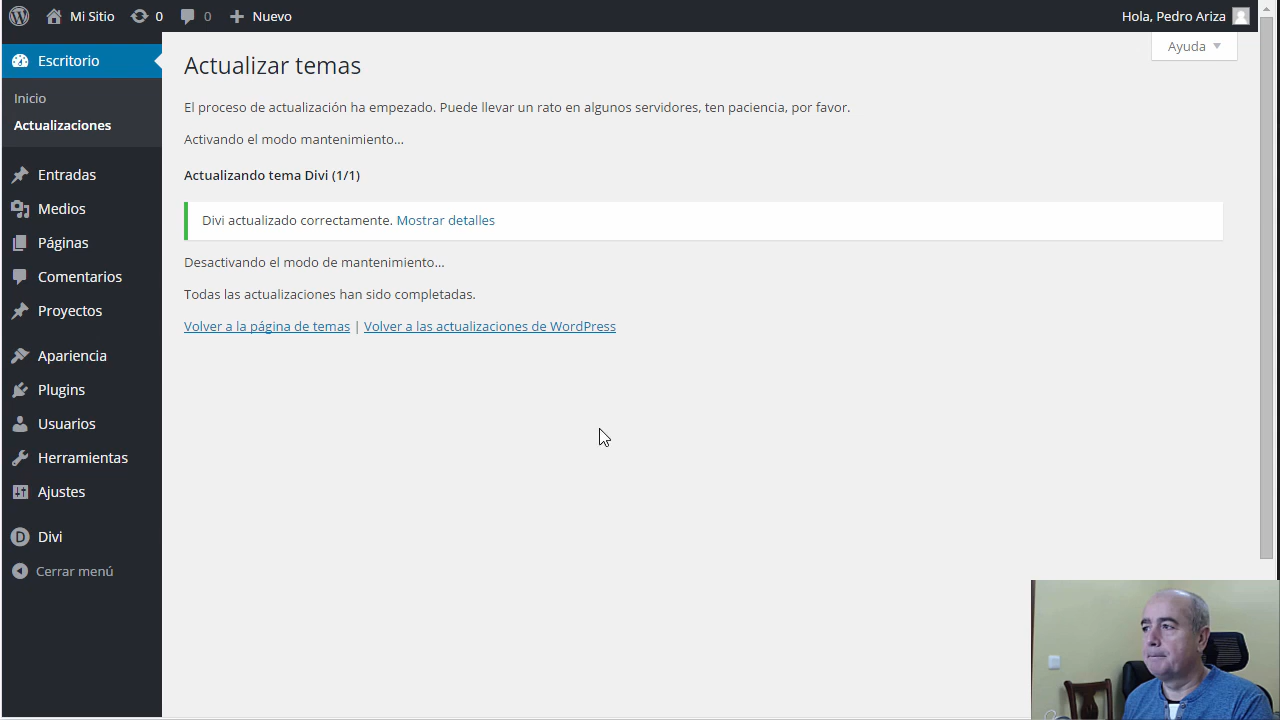 Mi Sitio 0 0 Nuevo Hola, Pedro Ariza
Ayuda
Escritorio
Inicio
Actualizaciones
Entradas
Medios
Páginas
Comentarios
Proyectos
Apariencia
Plugins
Usuarios
Herramientas
Ajustes
Divi
Cerrar menú
Actualizar temas
El proceso de actualización ha empezado. Puede llevar un rato en algunos servidores, ten paciencia, por favor.
Activando el modo mantenimiento…
Actualizando tema Divi (1/1)
Divi actualizado correctamente. Mostrar detalles
Desactivando el modo de mantenimiento…
Todas las actualizaciones han sido completadas.
Volver a la página de temas | Volver a las actualizaciones de WordPress